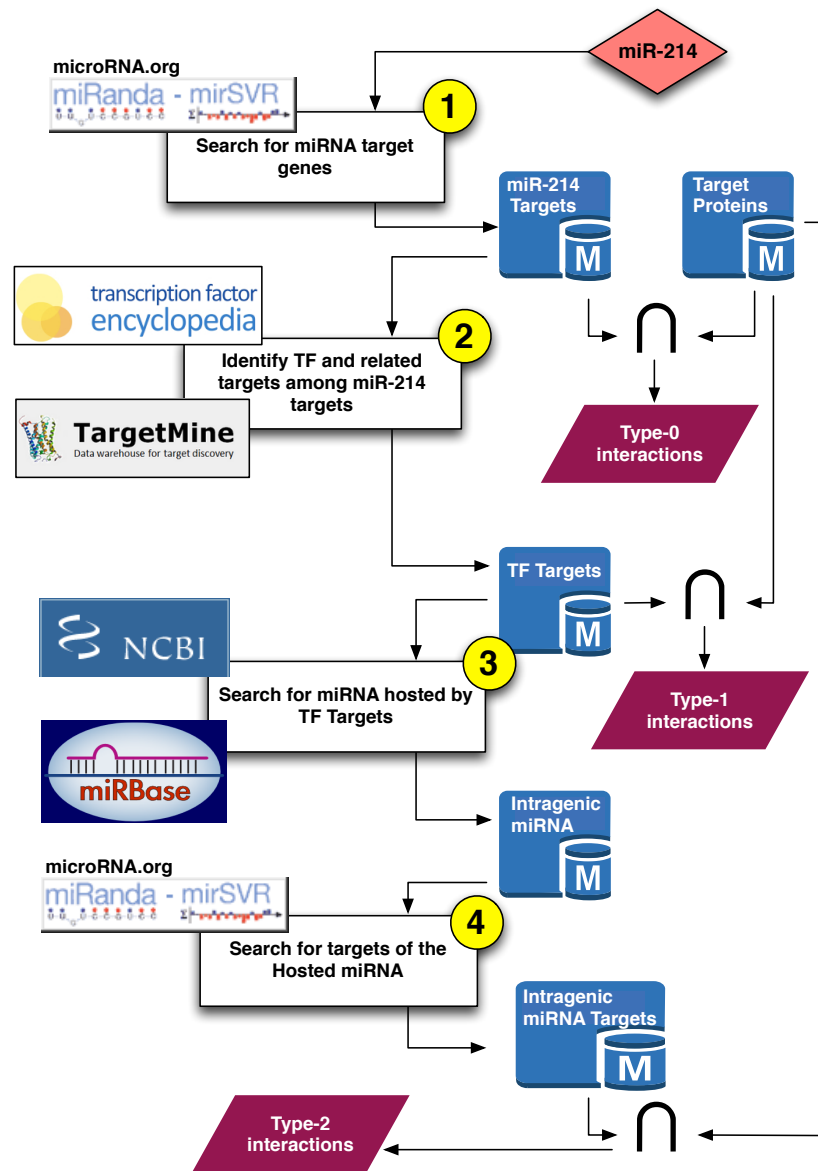 miR-214
microRNA.org
miRanda - mirSVR
1
Search for miRNA target
genes
miR-214
Targets
M
Target
Proteins
M
transcription factor
encyclopedia
2
Identify TF and related
targets among miR-214
targets
TargetMine
Data warehouse for target discovery
∩
Type-0
interactions
TF Targets
M
∩
NCBI
3
Search for miRNA hosted by
TF Targets
Type-1
interactions
miRBase
Intragenic
miRNA
M
microRNA.org
miRanda - mirSVR
4
Search for targets of the
Hosted miRNA
Intragenic
miRNA Targets
M
∩
Type-2
interactions